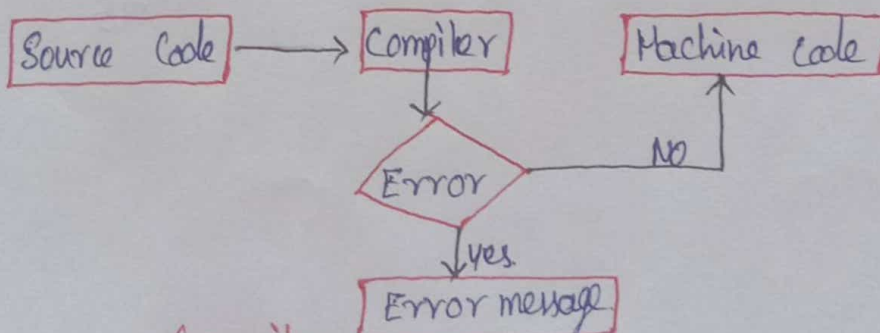 Source Code
Compiler
Machine Code
Error
NO
yes.
Error message